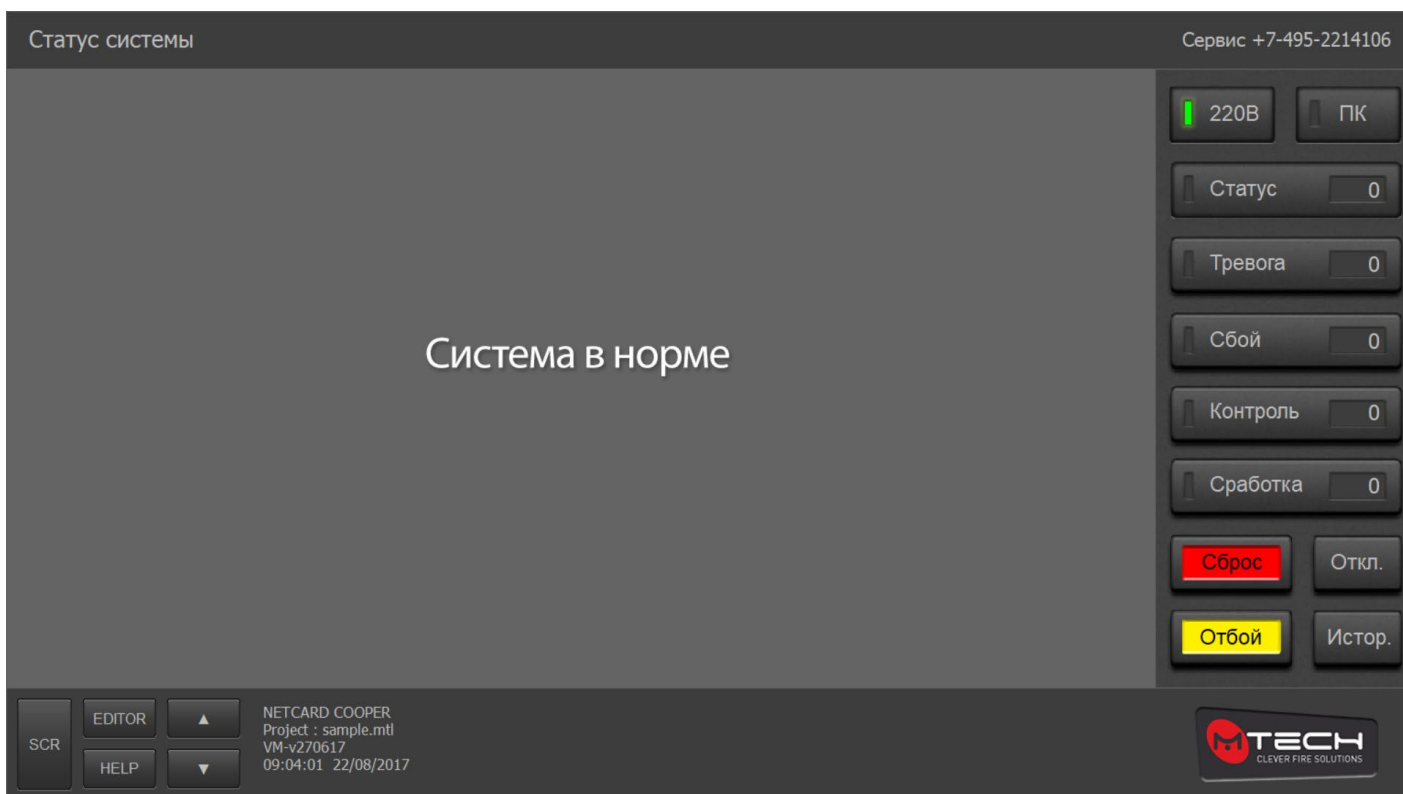 Статус системы
Сервис +7-495-2214106
220В
ПК
Статус 0
Тревога 0
Система в норме
Сбой 0
Контроль 0
Сработка 0
Сброс
Откл.
Отбой
Истор.
SCR
EDITOR
▲
HELP
▼
NETCARD COOPER
Project : sample.mtl
VM-v270617
09:04:01 22/08/2017
MTECH
CLEVER FIRE SOLUTIONS